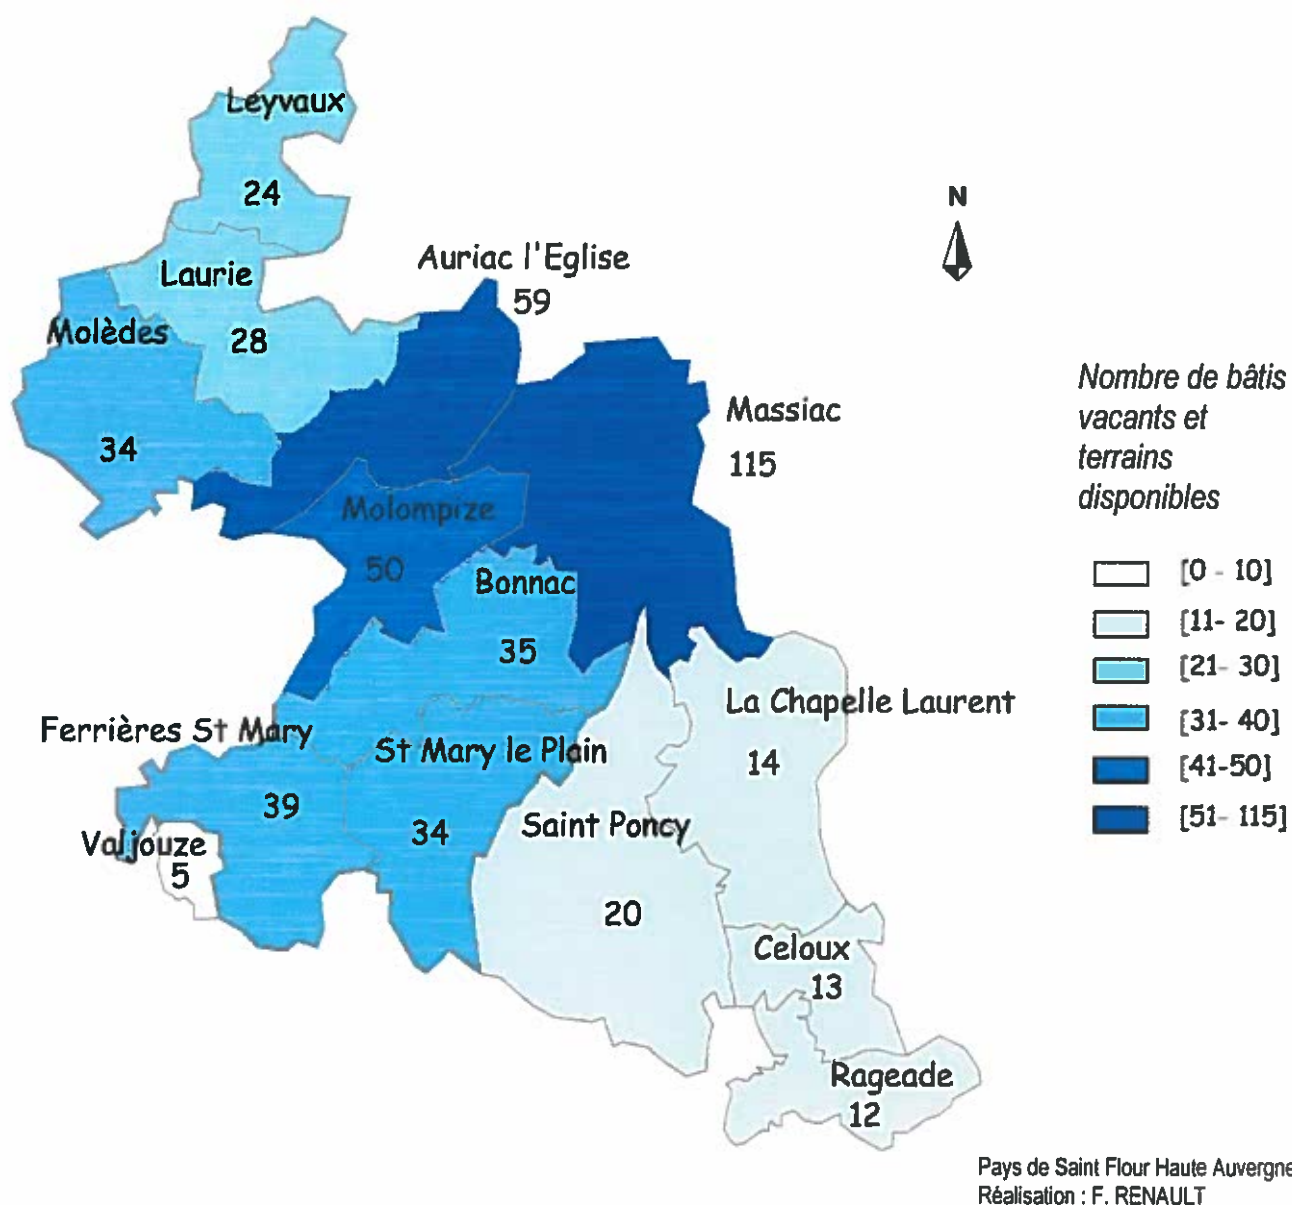 Leyvaux
24
N
Auriac l'Eglise
59
Laurie
28
Molèdes
34
Massiac
115
Nombre de bâtis
vacants et
terrains
disponibles
[0 - 10]
[11- 20]
[21- 30]
[31- 40]
[41-50]
[51- 115]
Molompize
50
Bonnac
35
La Chapelle Laurent
14
Ferrières St Mary
39
St Mary le Plain
34
Valjouze
5
Saint Poncy
20
Celoux
13
Rageade
12
Pays de Saint Flour Haute Auvergne
Réalisation : F. RENAULT